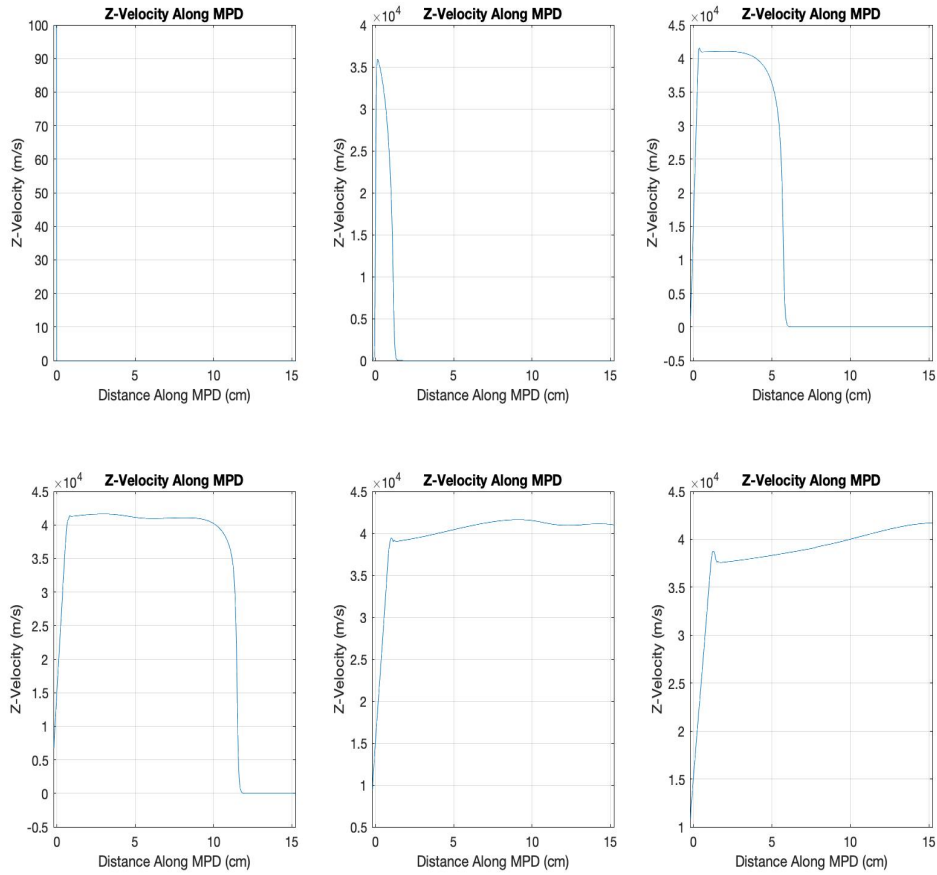 Z-Velocity Along MPD
100
90
80
70
60
50
40
30
20
10
0
Z-Velocity (m/s)
0 5 10 15
Distance Along MPD (cm)
×10⁴ Z-Velocity Along MPD
4
3.5
3
2.5
2
1.5
1
0.5
0
Z-Velocity (m/s)
0 5 10 15
Distance Along MPD (cm)
×10⁴ Z-Velocity Along MPD
4.5
4
3.5
3
2.5
2
1.5
1
0.5
0
-0.5
Z-Velocity (m/s)
0 5 10 15
Distance Along (cm)
×10⁴ Z-Velocity Along MPD
4.5
4
3.5
3
2.5
2
1.5
1
0.5
0
-0.5
Z-Velocity (m/s)
0 5 10 15
Distance Along MPD (cm)
×10⁴ Z-Velocity Along MPD
4.5
4
3.5
3
2.5
2
1.5
1
5
Z-Velocity (m/s)
0 5 10 15
Distance Along MPD (cm)
×10⁴ Z-Velocity Along MPD
4.5
4
3.5
3
2.5
2
1.5
1
Z-Velocity (m/s)
0 5 10 15
Distance Along MPD (cm)